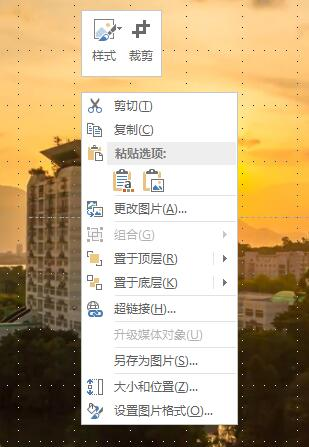 样式 裁剪
剪切(T)
复制(C)
粘贴选项:
更改图片(A)...
组合(G)
置于顶层(R)
置于底层(K)
超链接(H)...
升级媒体对象(U)
另存为图片(S)...
大小和位置(Z)...
设置图片格式(O)...